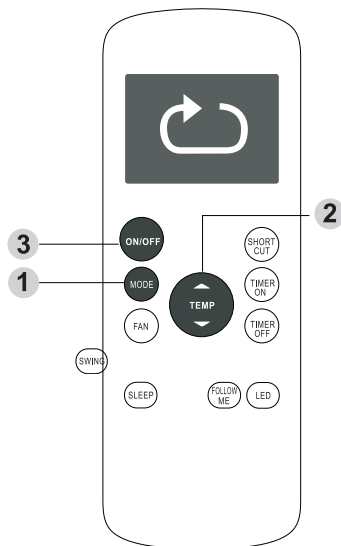 2
3
ON/OFF
SHORT
CUT
1
MODE
TEMP
TIMER
ON
FAN
TIMER
OFF
SWING
SLEEP
FOLLOW
ME
LED